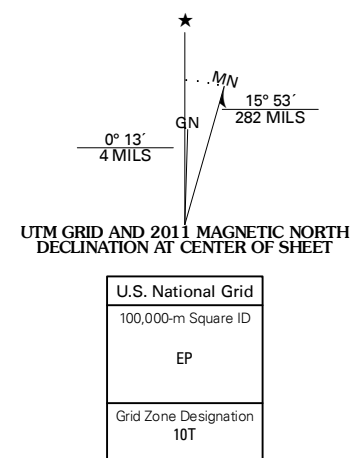 ★
MN
15° 53´
282 MILS
GN
0° 13´
4 MILS
UTM GRID AND 2011 MAGNETIC NORTH
DECLINATION AT CENTER OF SHEET
U.S. National Grid
100,000-m Square ID
EP
Grid Zone Designation
10T